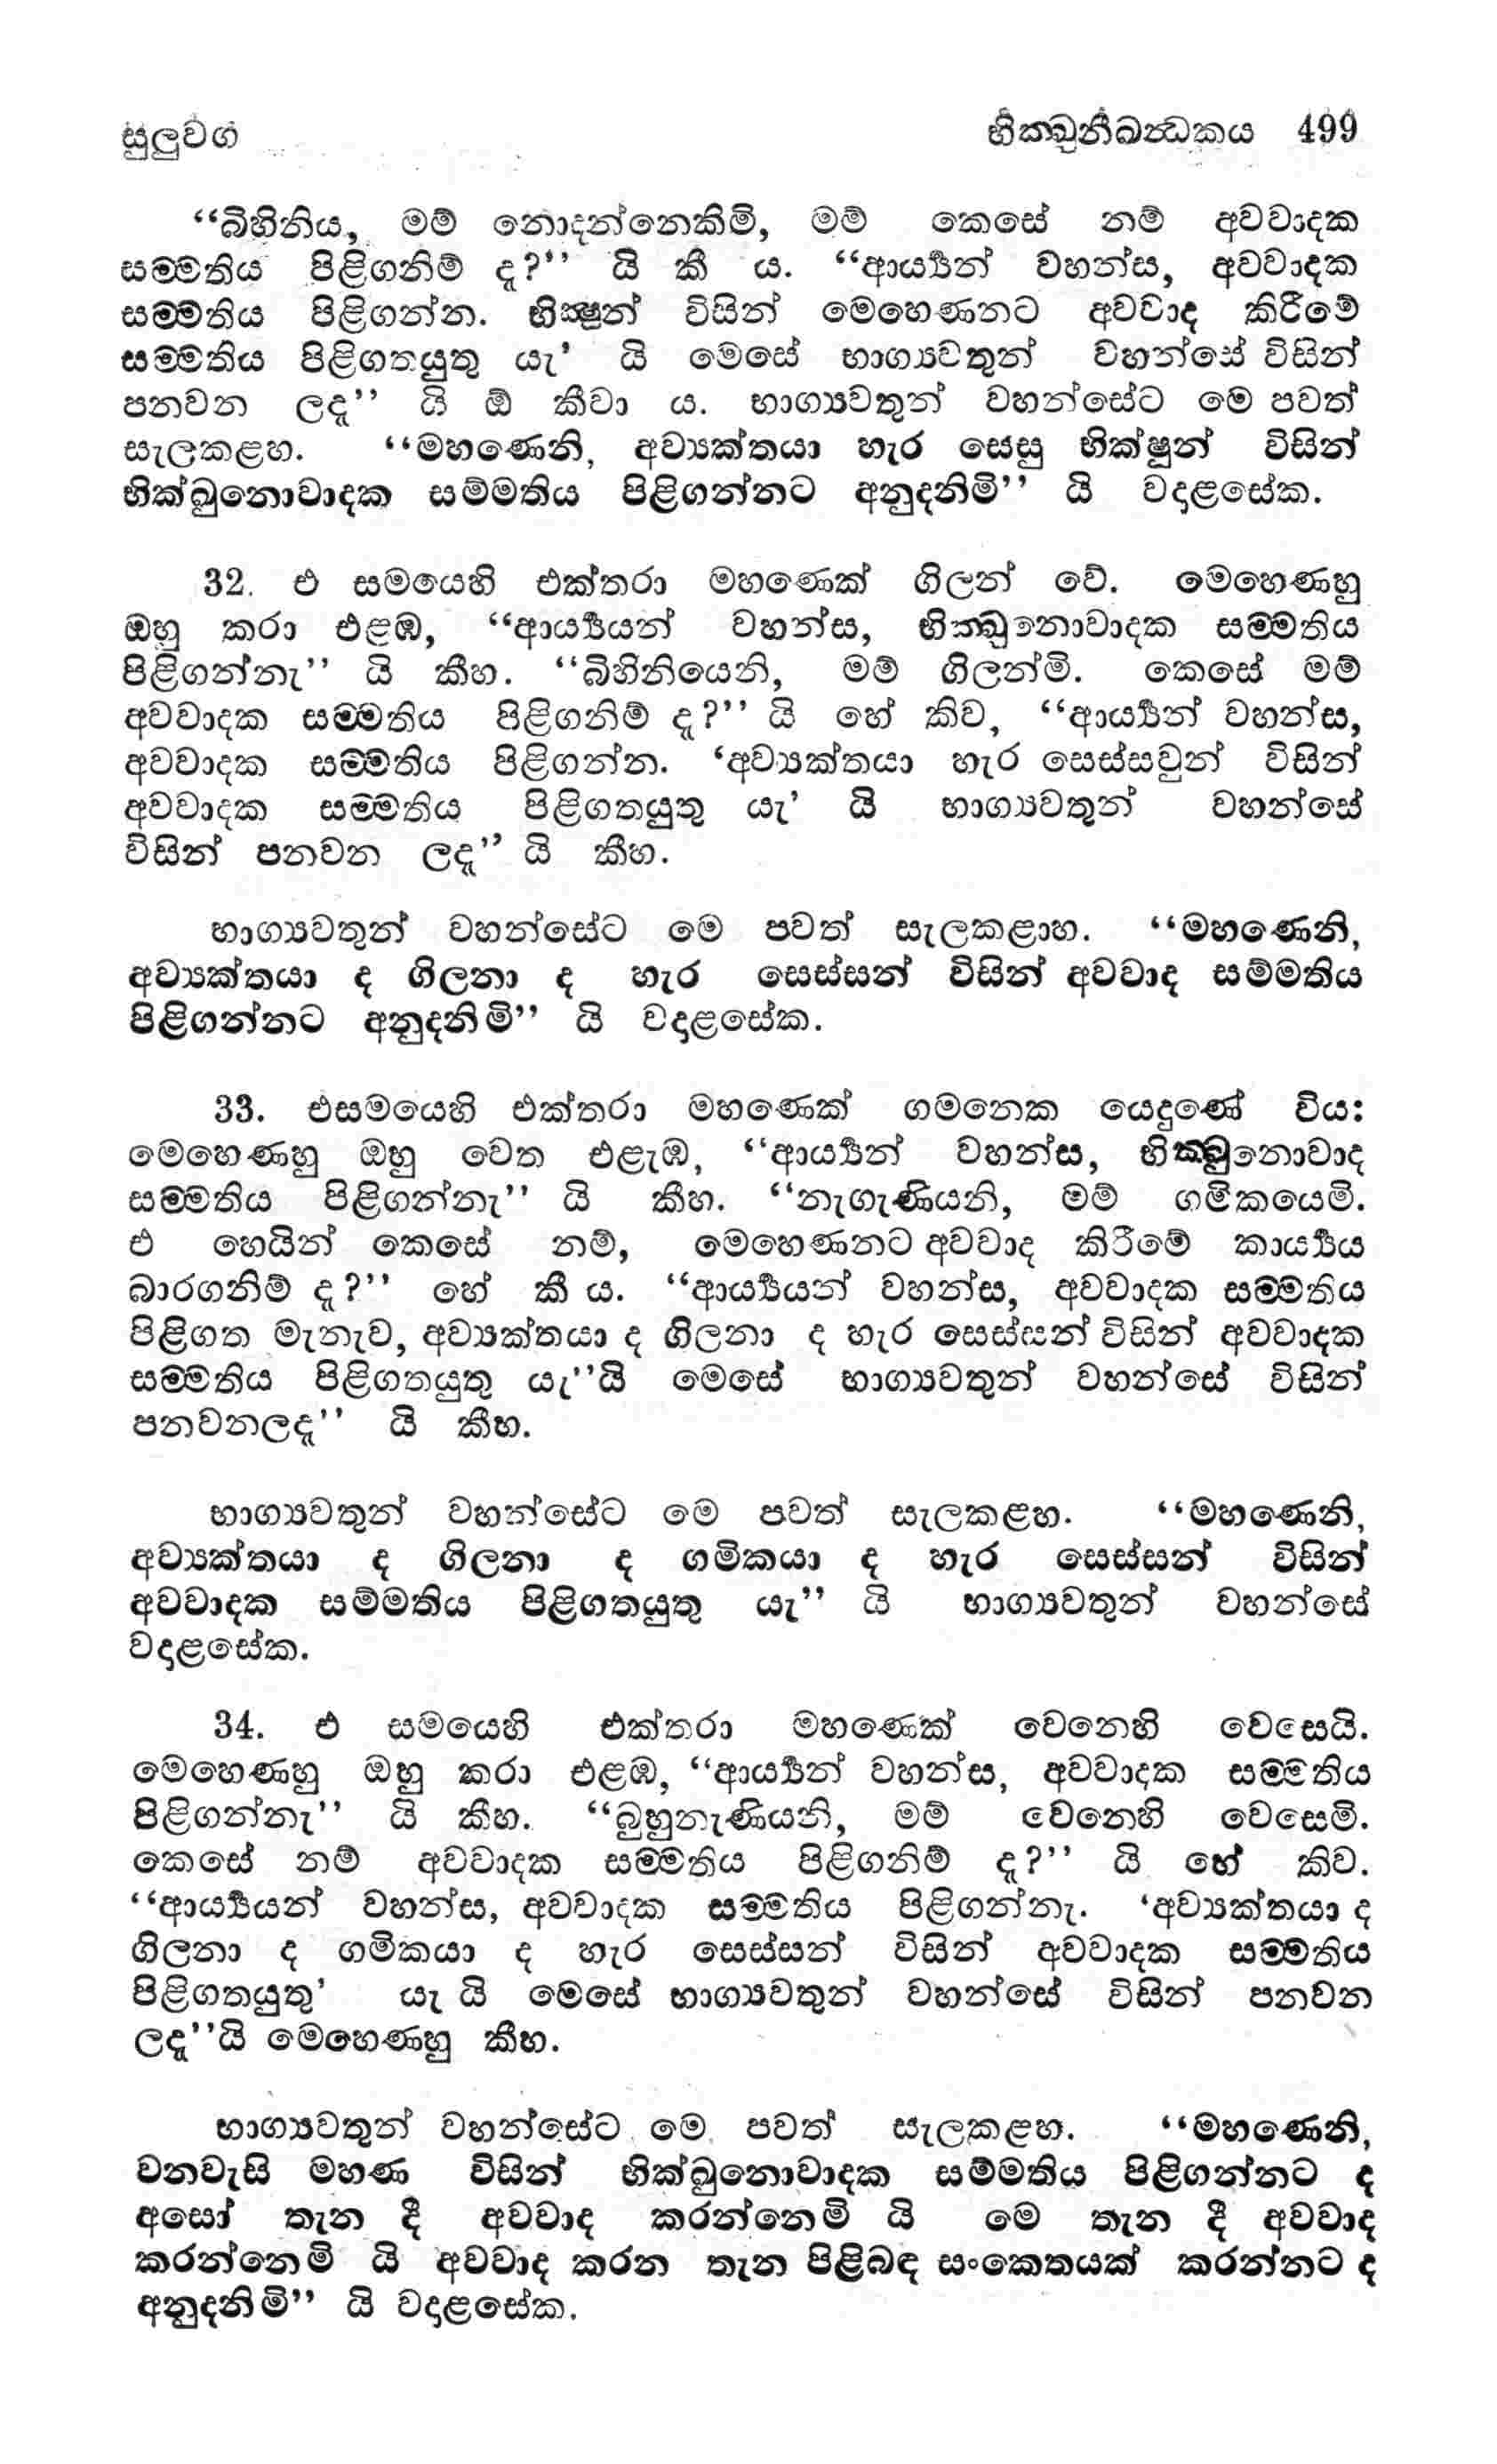 සුලුවග භික්ඛුනීඛන්ධකය 499
“බිහිනිය, මම් නොදන්නෙකිමි, මම් කෙසේ නම් අවවාදක
සම්මතිය පිළිගනිම් දැ?” යි කී ය. “ආර්‍ය්‍යන් වහන්ස, අවවාදක
සම්මතිය පිළිගන්න. භික්‍ෂුන් විසින් මෙහෙණනට අවවාද කිරීමේ
සම්මතිය පිළිගතයුතු යැ’ යි මෙසේ භාග්‍යවතුන් වහන්සේ විසින්
පනවන ලදැ” යි ඕ කීවා ය. භාග්‍යවතුන් වහන්සේට මෙ පවත්
සැලකළහ. “මහණෙනි, අව්‍යක්තයා හැර සෙසු භික්ෂුන් විසින්
භික්ඛුනොවාදක සම්මතිය පිළිගන්නට අනුදනිමි” යි වදාළසේක.
32. එ සමයෙහි එක්තරා මහණෙක් ගිලන් වේ. මෙහෙණහු
ඔහු කරා එළඹ, “ආර්‍ය්‍යයන් වහන්ස, භික්ඛුනොවාදක සම්මතිය
පිළිගන්නැ” යි කීහ. “බිහිනියෙනි, මම් ගිලන්මි. කෙසේ මම්
අවවාදක සම්මතිය පිළිගනිම් දැ?” යි හේ කිව, “ආර්‍ය්‍යන් වහන්ස,
අවවාදක සම්මතිය පිළිගන්න. ‘අව්‍යක්තයා හැර සෙස්සවුන් විසින්
අවවාදක සම්මතිය පිළිගතයුතු යැ’ යි භාග්‍යවතුන් වහන්සේ
විසින් පනවන ලදැ” යි කීහ.
භාග්‍යවතුන් වහන්සේට මෙ පවත් සැලකළාහ. “මහණෙනි,
අව්‍යක්තයා ද ගිලනා ද හැර සෙස්සන් විසින් අවවාද සම්මතිය
පිළිගන්නට අනුදනිමි” යි වදාළසේක.
33. එසමයෙහි එක්තරා මහණෙක් ගමනෙක යෙදුණේ විය:
මෙහෙණහු ඔහු වෙත එළැඹ, “ආර්‍ය්‍යන් වහන්ස, භික්ඛුනොවාද
සම්මතිය පිළිගන්නැ” යි කීහ. “නැගැණියනි, මම් ගමිකයෙමි.
එ හෙයින් කෙසේ නම්, මෙහෙණනට අවවාද කිරීමේ කාර්‍ය්‍යය
බාරගනිම් දැ?” හේ කී ය. “ආර්‍ය්‍යයන් වහන්ස, අවවාදක සම්මතිය
පිළිගත මැනැව, අව්‍යක්තයා ද ගිලනා ද හැර සෙස්සන් විසින් අවවාදක
සම්මතිය පිළිගතයුතු යැ”යි මෙසේ භාග්‍යවතුන් වහන්සේ විසින්
පනවනලදැ” යි කීහ.
භාග්‍යවතුන් වහන්සේට මෙ පවත් සැලකළහ. “මහණෙනි,
අව්‍යක්තයා ද ගිලනා ද ගමිකයා ද හැර සෙස්සන් විසින්
අවවාදක සම්මතිය පිළිගතයුතු යැ” යි භාග්‍යවතුන් වහන්සේ
වදාළසේක.
34. එ සමයෙහි එක්තරා මහණෙක් වෙනෙහි වෙසෙයි.
මෙහෙණහු ඔහු කරා එළඹ, “ආර්‍ය්‍යන් වහන්ස, අවවාදක සම්මතිය
පිළිගන්නැ” යි කීහ. “බුහුනැණියනි, මම් වෙනෙහි වෙසෙමි.
කෙසේ නම් අවවාදක සම්මතිය පිළිගනිම් දැ?” යි හේ කිව.
“ආර්‍ය්‍යයන් වහන්ස, අවවාදක සම්මතිය පිළිගන්නැ. ‘අව්‍යක්තයා ද
ගිලනා ද ගමිකයා ද හැර සෙස්සන් විසින් අවවාදක සම්මතිය
පිළිගතයුතු’ යැ යි මෙසේ භාග්‍යවතුන් වහන්සේ විසින් පනවන
ලදැ”යි මෙහෙණහු කීහ.
භාග්‍යවතුන් වහන්සේට මෙ පවත් සැලකළහ. “මහණෙනි,
වනවැසි මහණ විසින් භික්ඛුනොවාදක සම්මතිය පිළිගන්නට ද
අසෝ තැන දී අවවාද කරන්නෙමි යි මෙ තැන දී අවවාද
කරන්නෙමි යි අවවාද කරන තැන පිළිබඳ සංකෙතයක් කරන්නට ද
අනුදනිමි” යි වදාළසේක.